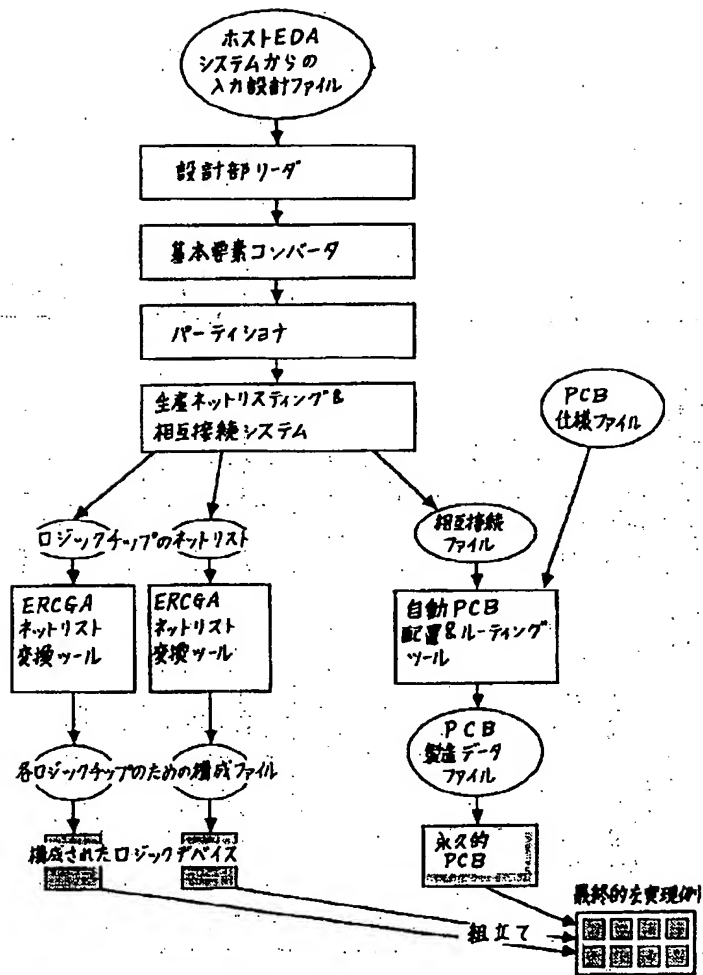 ホストEDA
システムからの
入力設計ファイル
設計部リーダ
基本要素コンバータ
パーティショナ
生産ネットリスティング&
相互接続システム
PCB
仕様ファイル
ロジックチップのネットリスト
相互接続
ファイル
ERCGA
ネットリスト
変換ツール
ERCGA
ネットリスト
変換ツール
自動PCB
配置&ルーティング
ツール
各ロジックチップのための構成ファイル
PCB
製造データ
ファイル
構成されたロジックデバイス
永久的
PCB
最終的な実現例
組立て